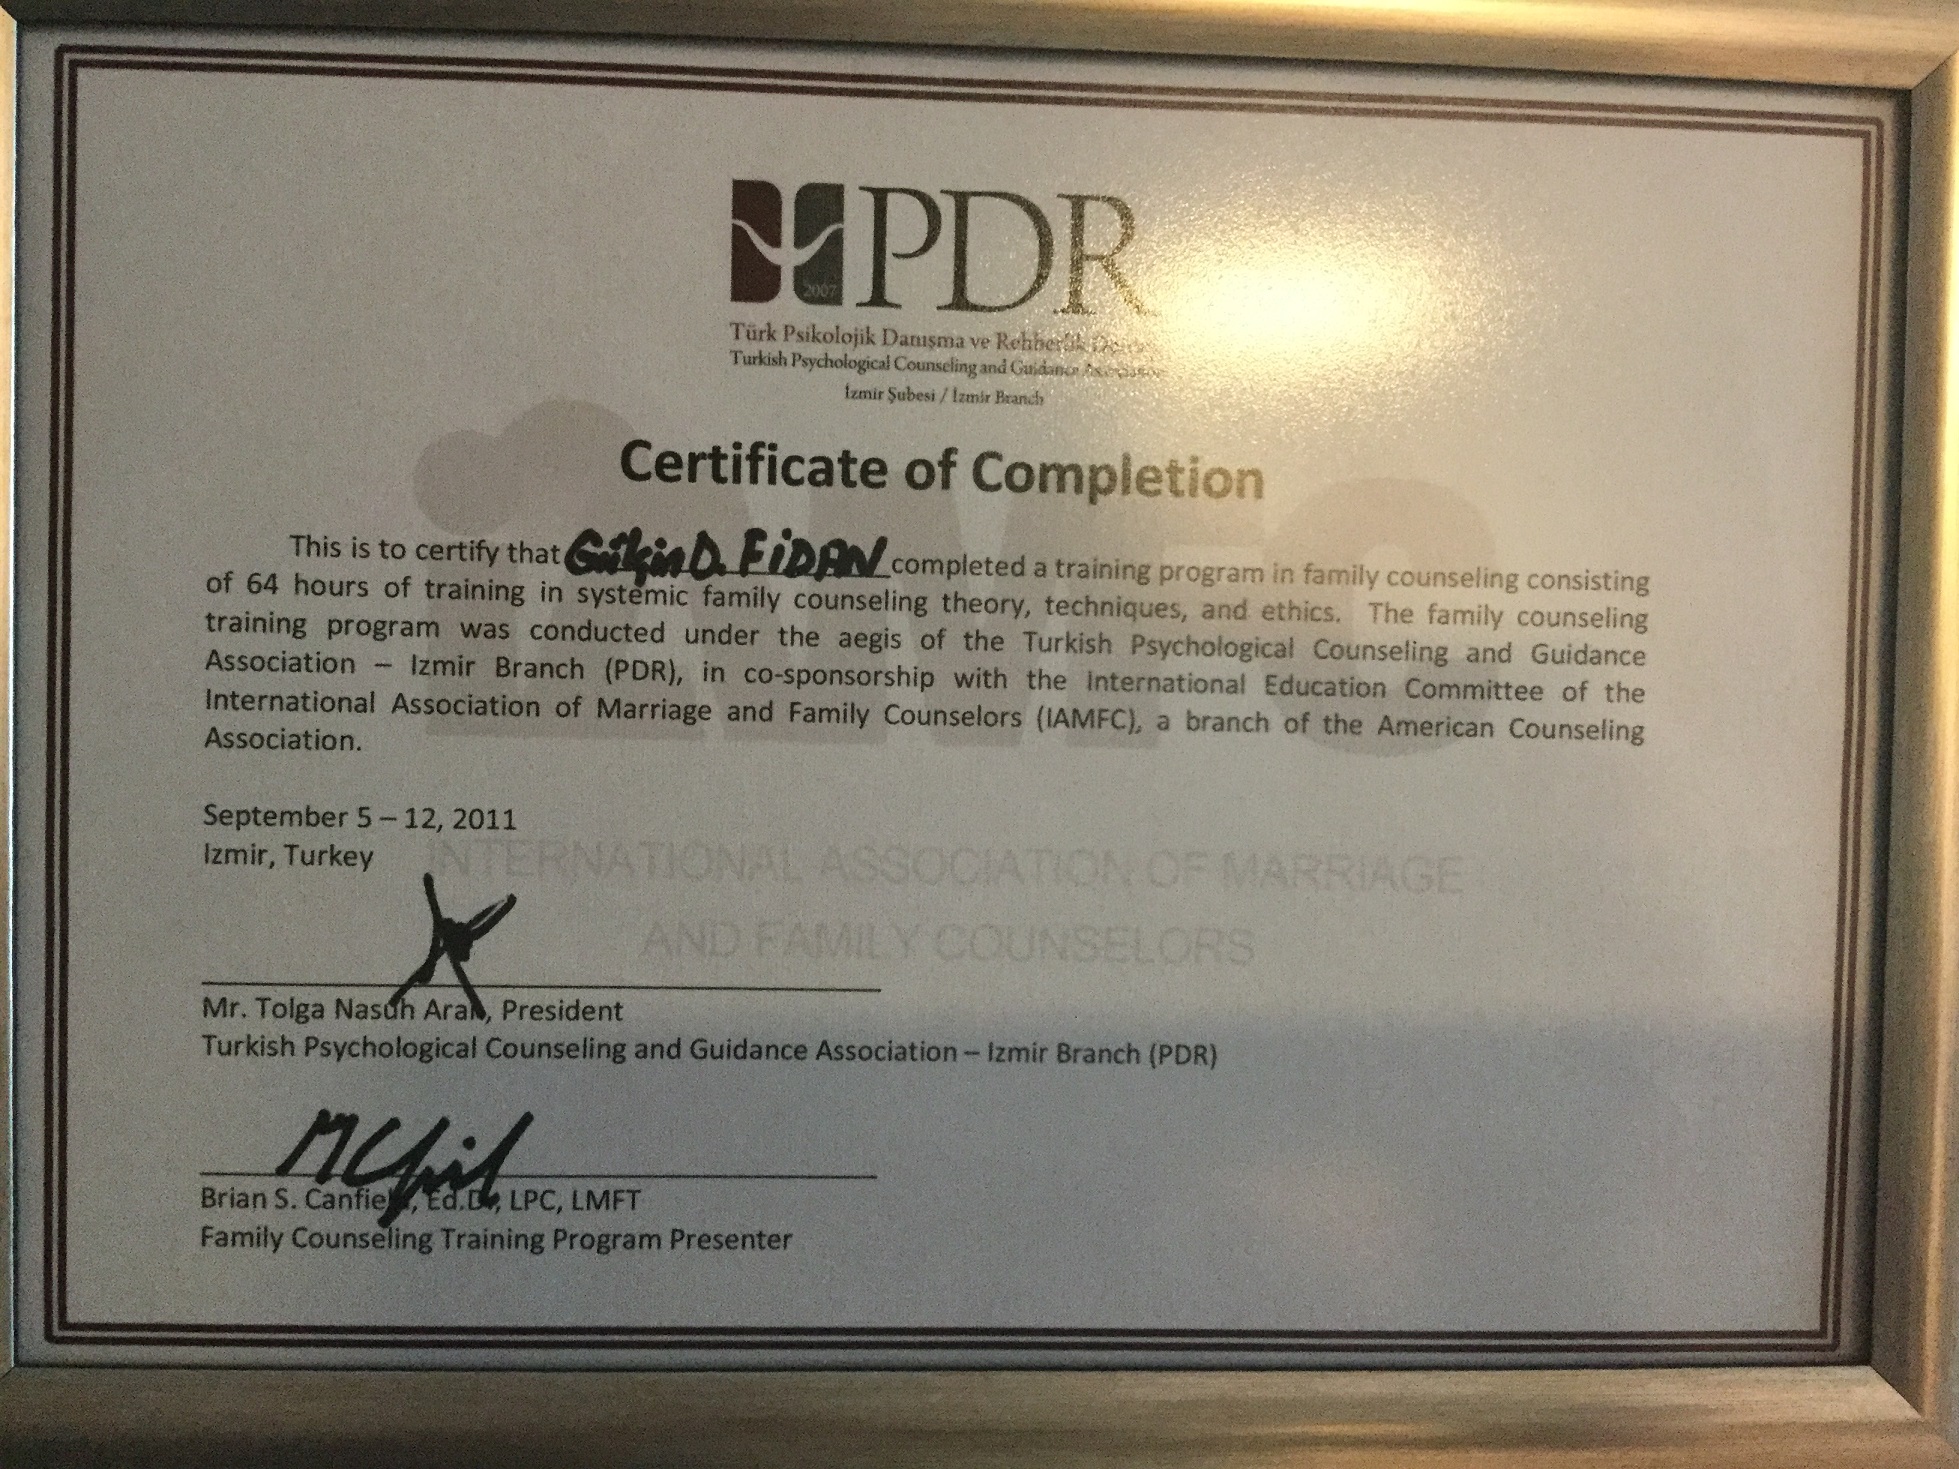 2007
PDR
Türk Psikolojik Danışma ve Rehberlik
Turkish Psychological Counseling and Guidance Association
İzmir Şubesi / İzmir Branch
Certificate of Completion
This is to certify that D. FiDAN completed a training program in family counseling consisting
of 64 hours of training in systemic family counseling theory, techniques, and ethics. The family counseling
training program was conducted under the aegis of the Turkish Psychological Counseling and Guidance
Association – Izmir Branch (PDR), in co-sponsorship with the International Education Committee of the
International Association of Marriage and Family Counselors (IAMFC), a branch of the American Counseling
Association.
September 5 – 12, 2011
Izmir, Turkey
INTERNATIONAL ASSOCIATION OF MARRIAGE
AND FAMILY COUNSELORS
Mr. Tolga Nasuh President
Turkish Psychological Counseling and Guidance Association – Izmir Branch (PDR)
Brian S. Canfield, Ed.D., LPC, LMFT
Family Counseling Training Program Presenter